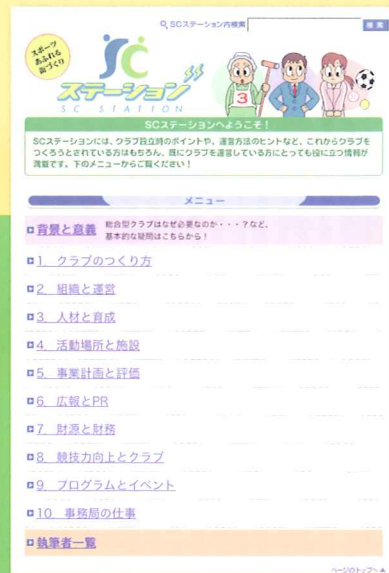 SCステーション内検索
検索
スポーツ
あふれる
街づくり
SC
ステーション
SC STATION
3
SCステーションへようこそ！
SCステーションには、クラブ設立時のポイントや、運営方法のヒントなど、これからクラブを
つくろうとされている方はもちろん、既にクラブを運営している方にとっても役に立つ情報が
満載です。下のメニューからご覧ください！
メニュー
背景と意義 総合型クラブはなぜ必要なのか・・・？など、
基本的な疑問はこちらから！
1. クラブのつくり方
2. 組織と運営
3. 人材と育成
4. 活動場所と施設
5. 事業計画と評価
6. 広報とPR
7. 財源と財務
8. 競技力向上とクラブ
9. プログラムとイベント
10. 事務局の仕事
執筆者一覧
ページのトップへ▲